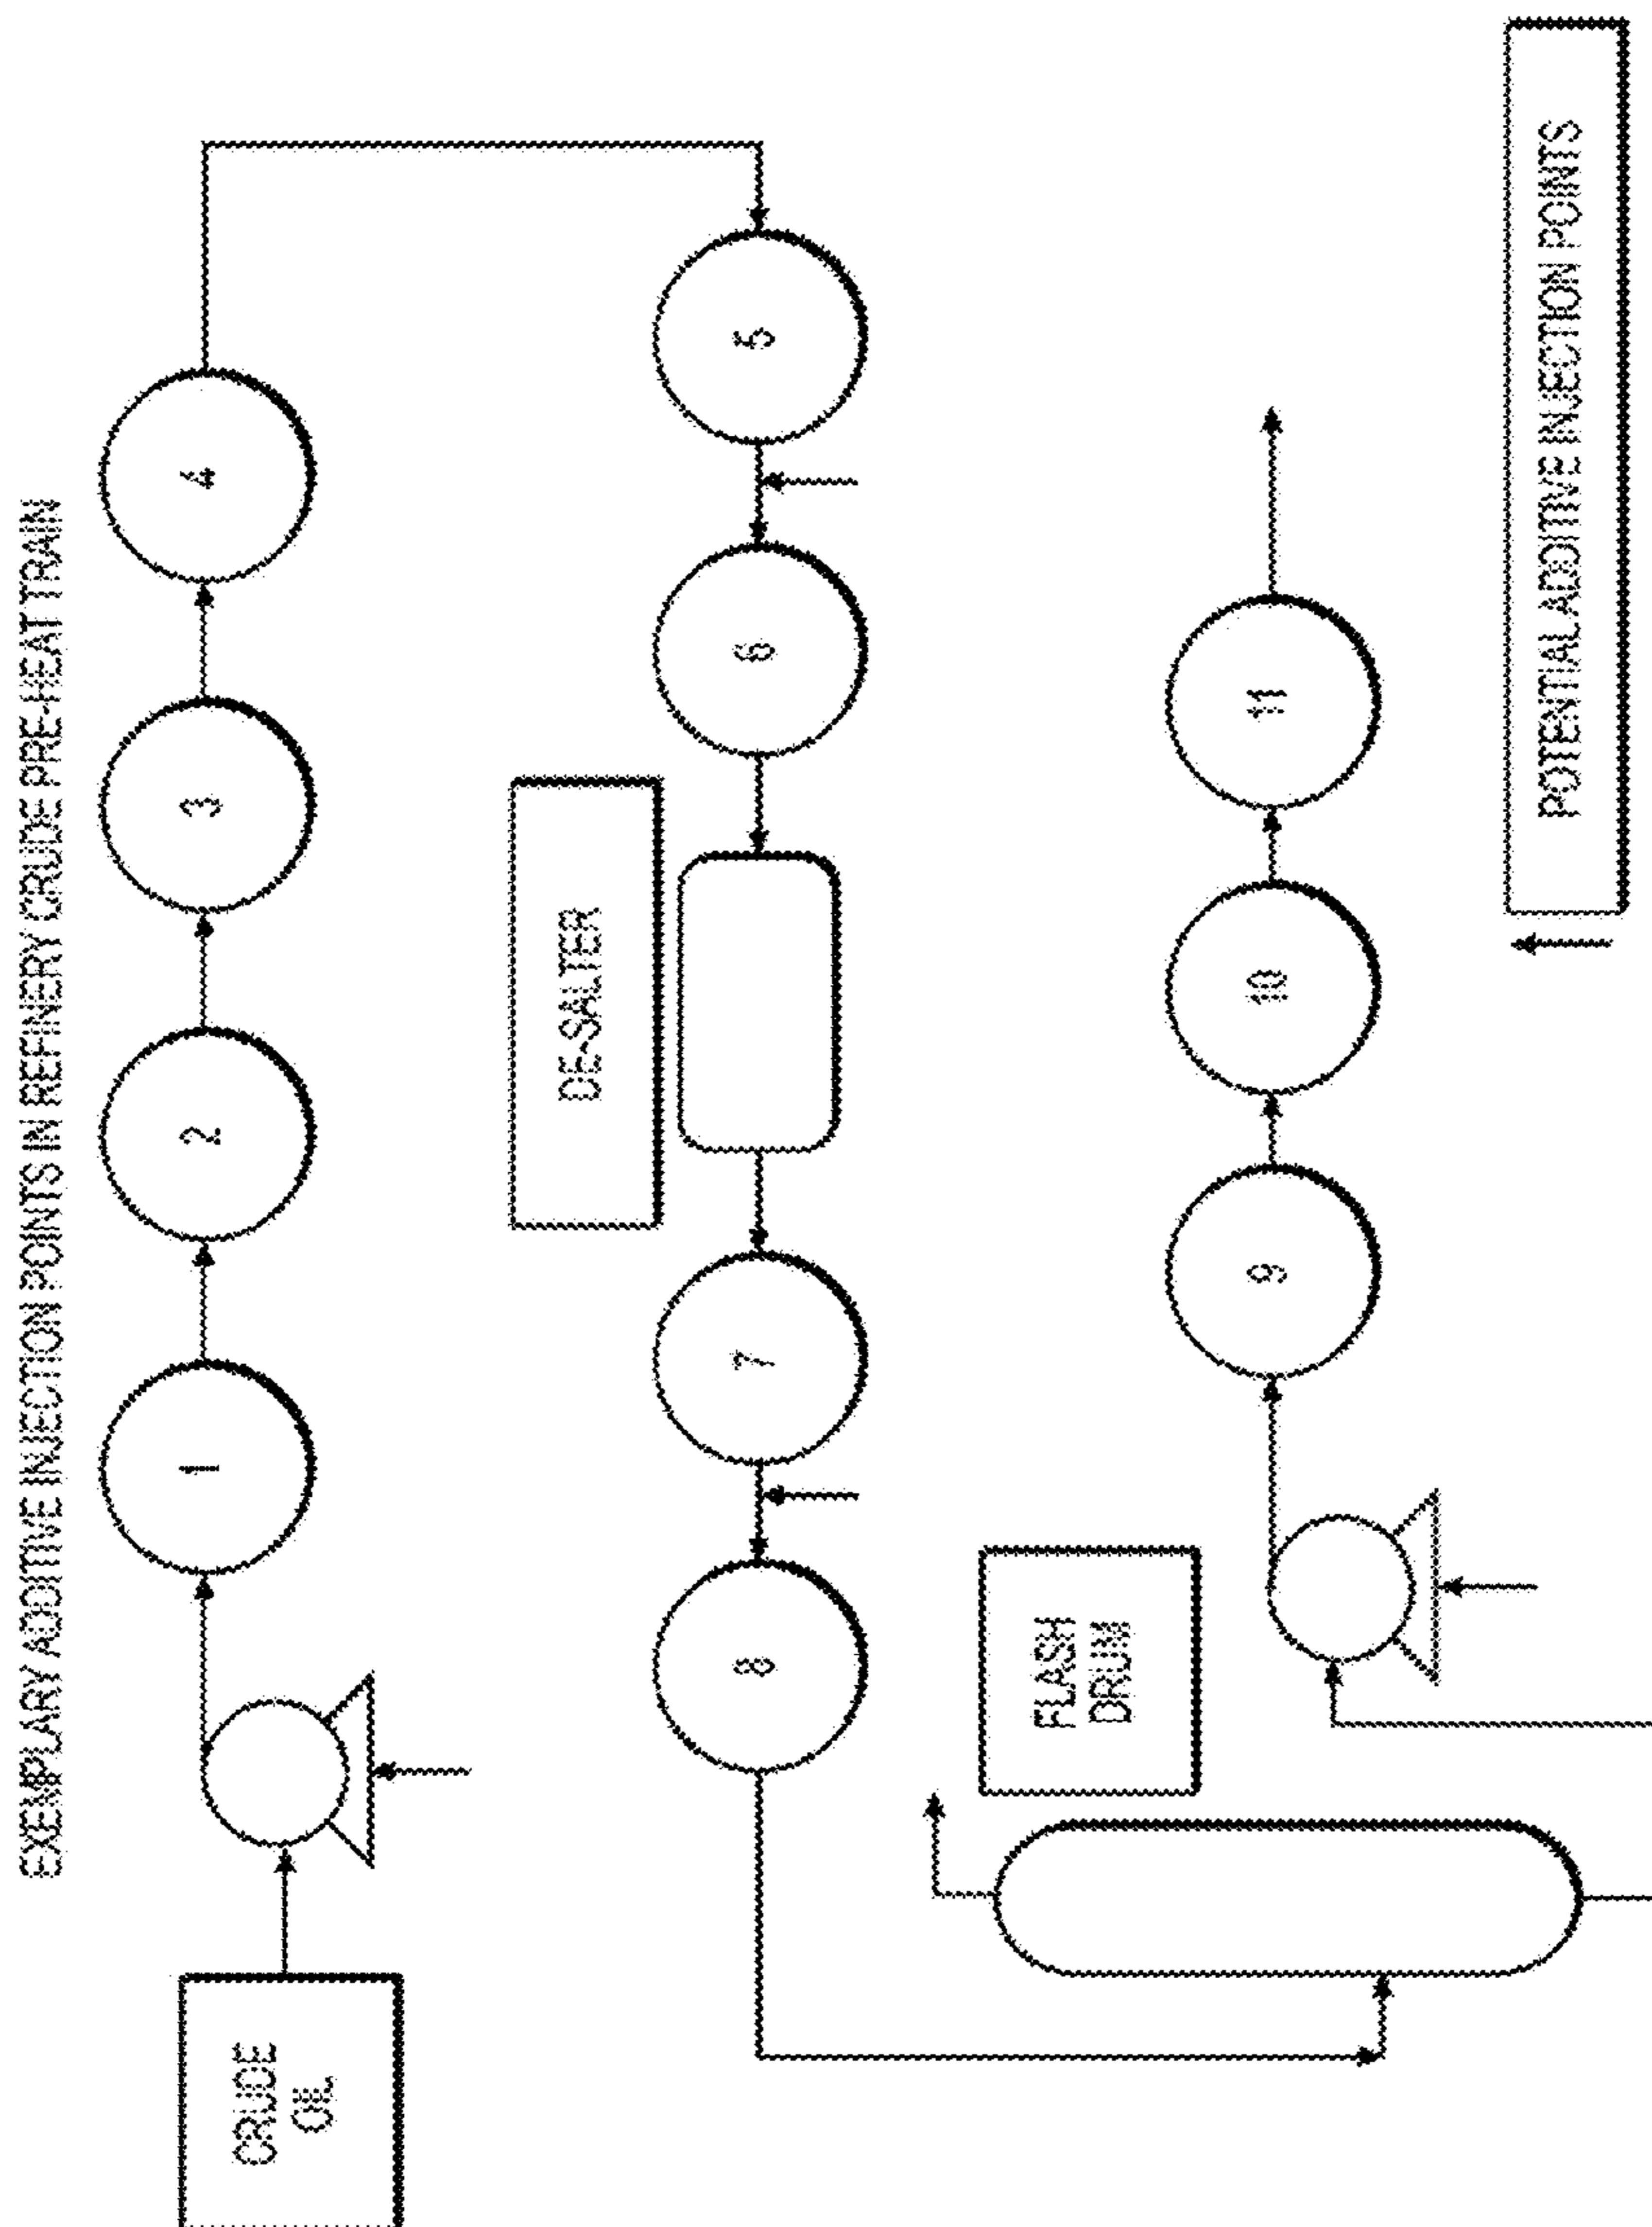 EXEMPLARY ADDITIVE INJECTION POINTS IN REFINERY CRUDE PRE-HEAT TRAIN
CRUDE
OIL
1
2
3
4
5
6
DE-SALTER
7
8
FLASH
DRUM
9
10
11
POTENTIAL ADDITIVE INJECTION POINTS